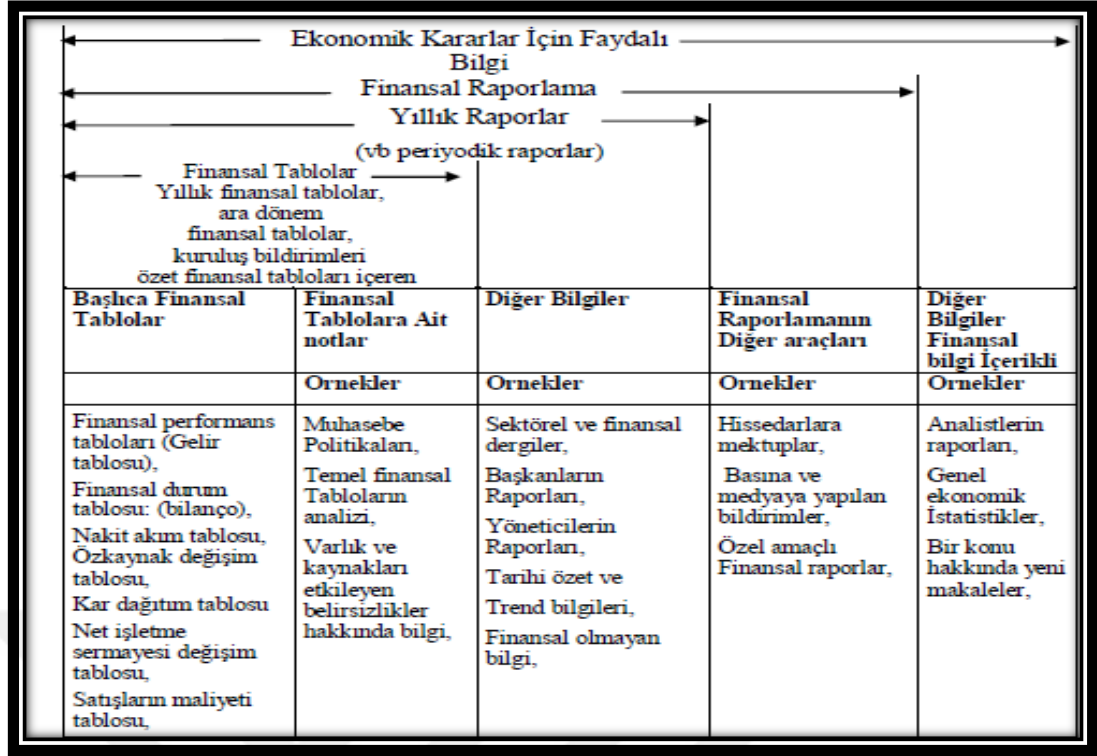 Ekonomik Kararlar İçin Faydalı
Bilgi
Finansal Raporlama
Yıllık Raporlar
(vb periyodik raporlar)
Finansal Tablolar
Yıllık finansal tablolar,
ara dönem
finansal tablolar,
kuruluş bildirimleri
özet finansal tabloları içeren
Başlıca Finansal
Tablolar
Finansal
Tablolara Ait
notlar
Diğer Bilgiler
Finansal
Raporlamanın
Diğer araçları
Diğer
Bilgiler
Finansal
bilgi İçerikli
Ornekler
Ornekler
Ornekler
Ornekler
Finansal performans
tabloları (Gelir
tablosu),
Finansal durum
tablosu: (bilanço),
Nakit akım tablosu,
Özkaynak değişim
tablosu,
Kar dağıtım tablosu
Net işletme
sermayesi değişim
tablosu,
Satışların maliyeti
tablosu,
Muhasebe
Politikaları,
Temel finansal
Tabloların
analizi,
Varlık ve
kaynakları
etkileyen
belirsizlikler
hakkında bilgi,
Sektörel ve finansal
dergiler,
Başkanların
Raporları,
Yöneticilerin
Raporları,
Tarihi özet ve
Trend bilgileri,
Finansal olmayan
bilgi,
Hissedarlara
mektuplar,
Basına ve
medyaya yapılan
bildirimler,
Özel amaçlı
Finansal raporlar,
Analistlerin
raporları,
Genel
ekonomik
İstatistikler,
Bir konu
hakkında yeni
makaleler,